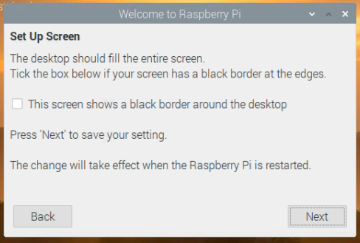 Welcome to Raspberry Pi
Set Up Screen
The desktop should fill the entire screen.
Tick the box below if your screen has a black border at the edges.
This screen shows a black border around the desktop
Press 'Next' to save your setting.
The change will take effect when the Raspberry Pi is restarted.
Back
Next